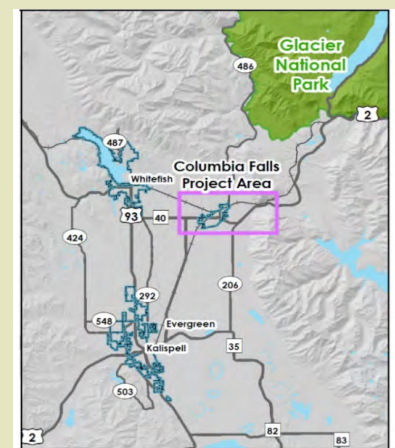 Glacier
National
Park
486
2
487
Columbia Falls
Project Area
Whitefish
93
40
424
206
292
548
Evergreen
Kalispell
35
503
2
82
83